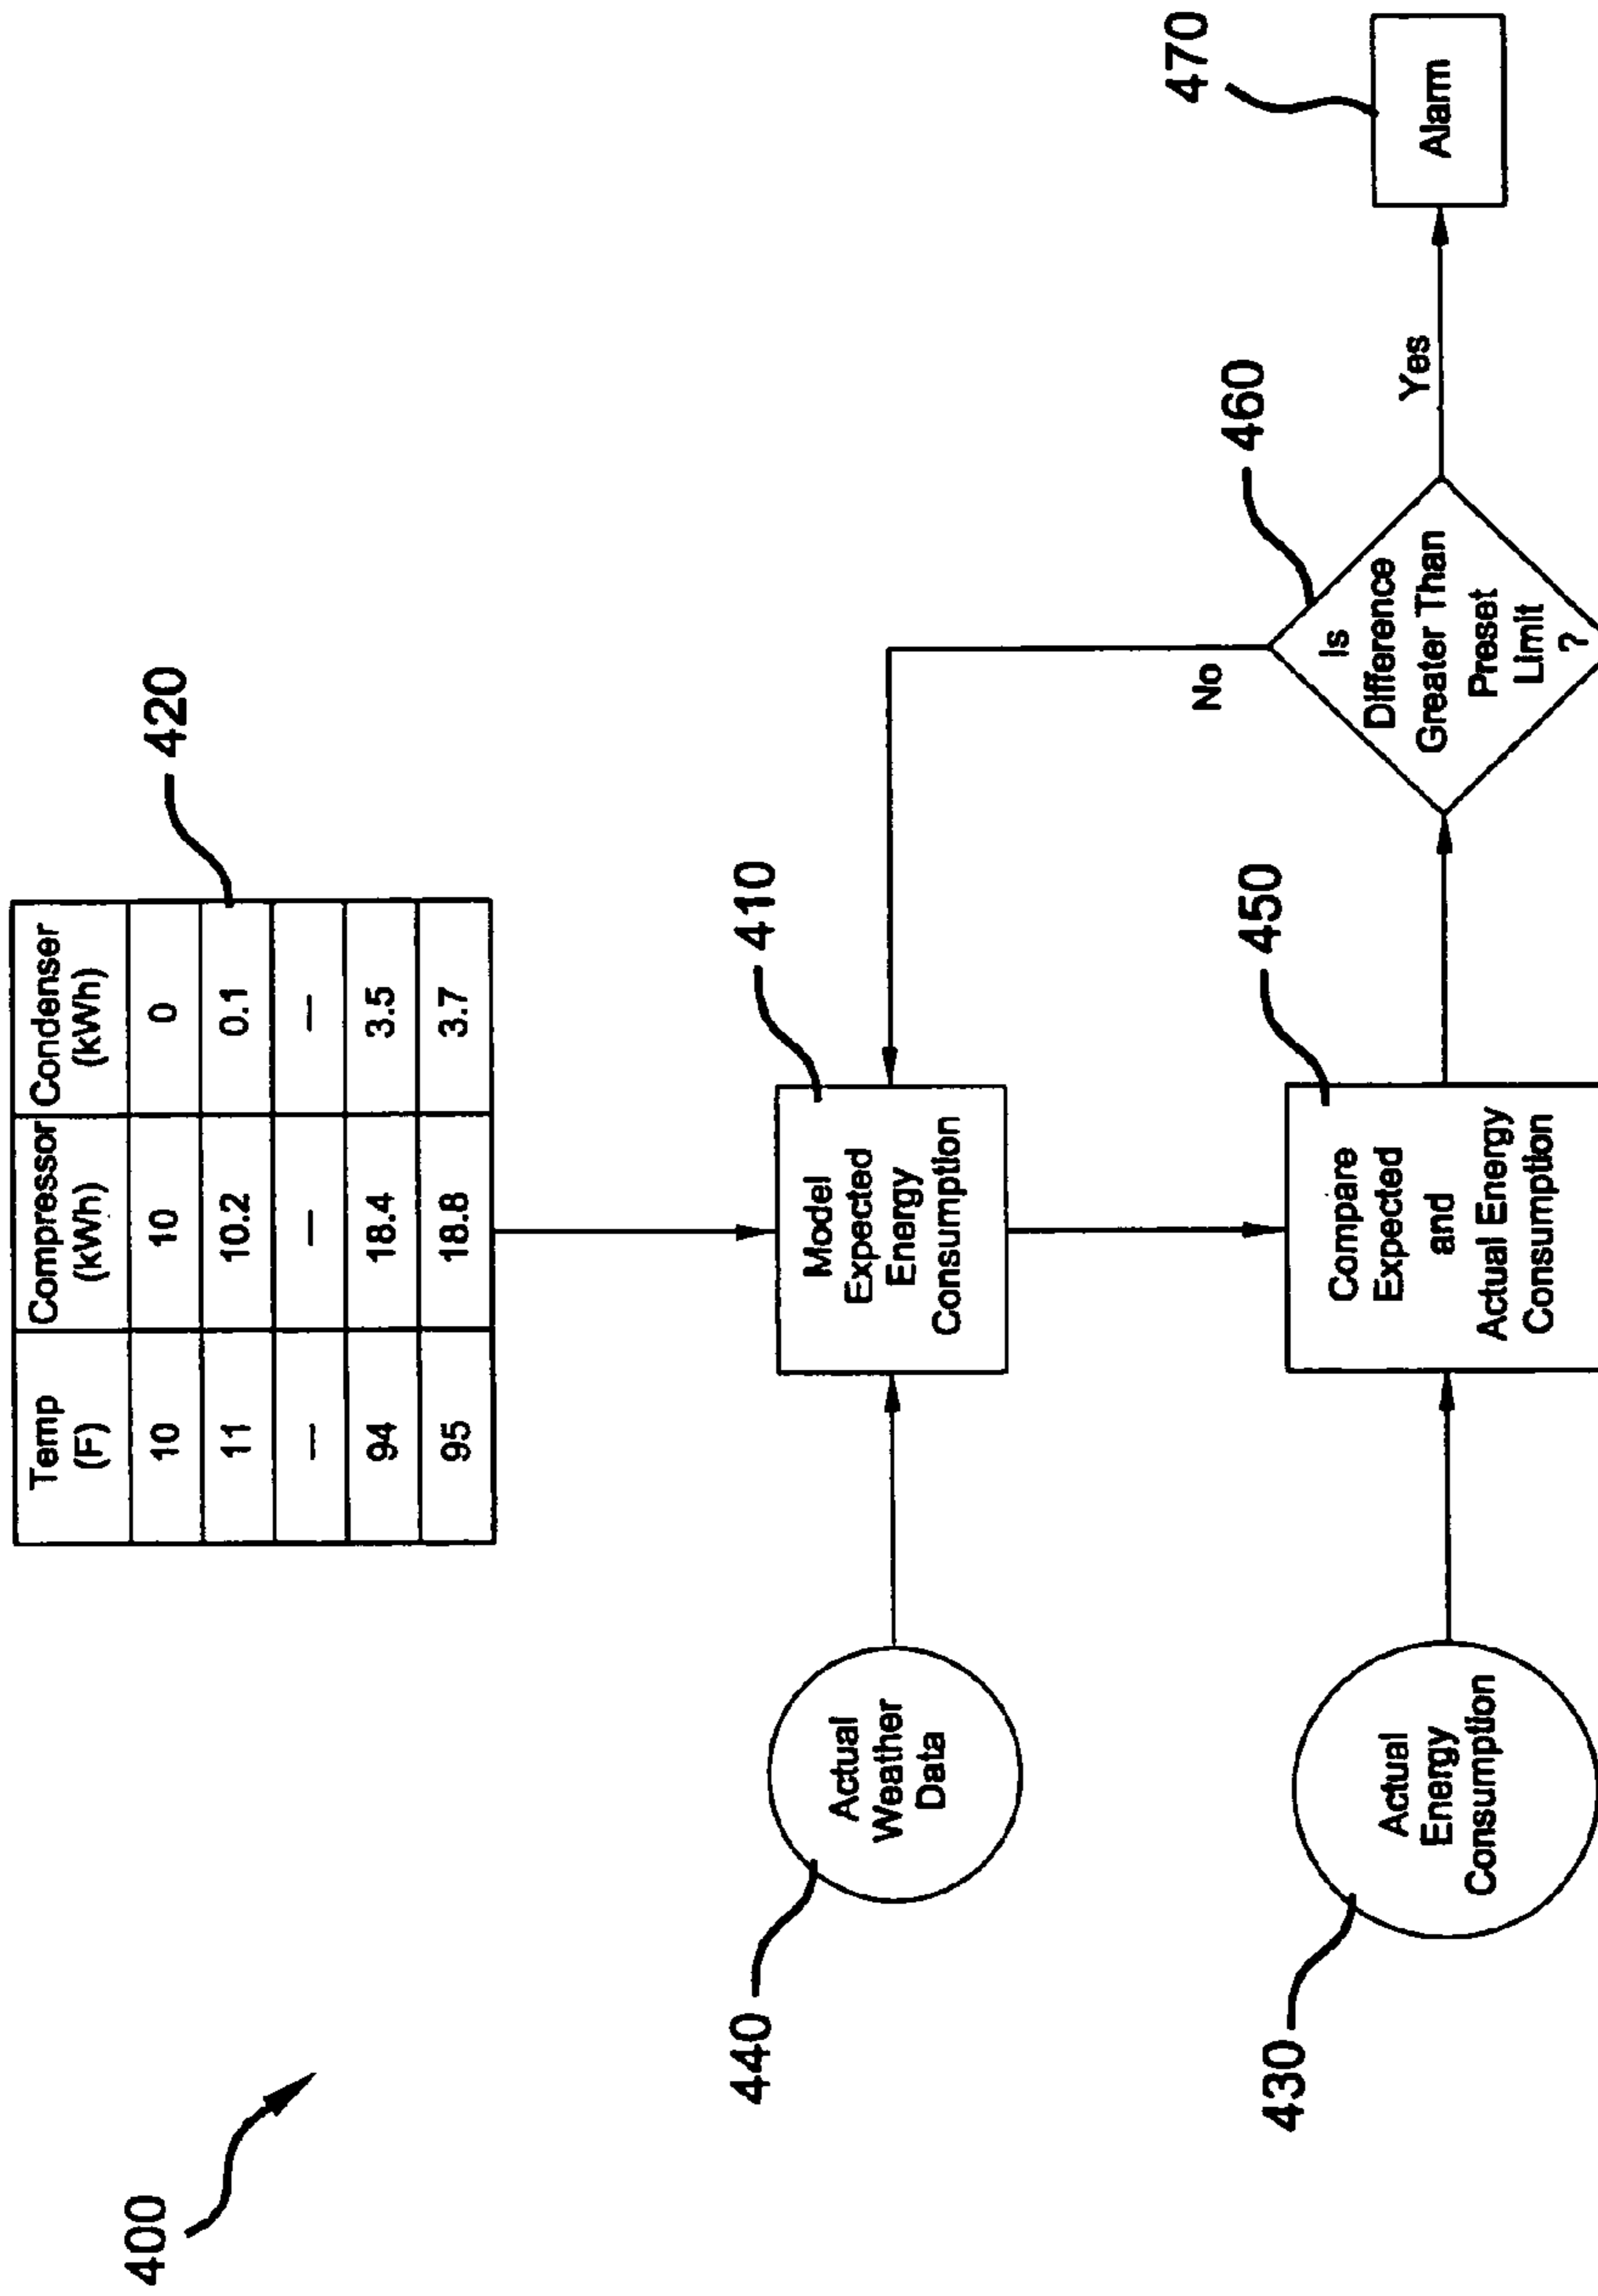 400
Temp (F) Compressor (kWh) Condenser (kWh)
10 10 0
11 10.2 0.1
– – –
94 18.4 3.5
95 18.8 3.7
420
440
Actual
Weather
Data
Model
Expected
Energy
Consumption
410
430
Actual
Energy
Consumption
Compare
Expected
and
Actual Energy
Consumption
450
No
Is
Difference
Greater Than
Preset
Limit
?
460
Yes
Alarm
470